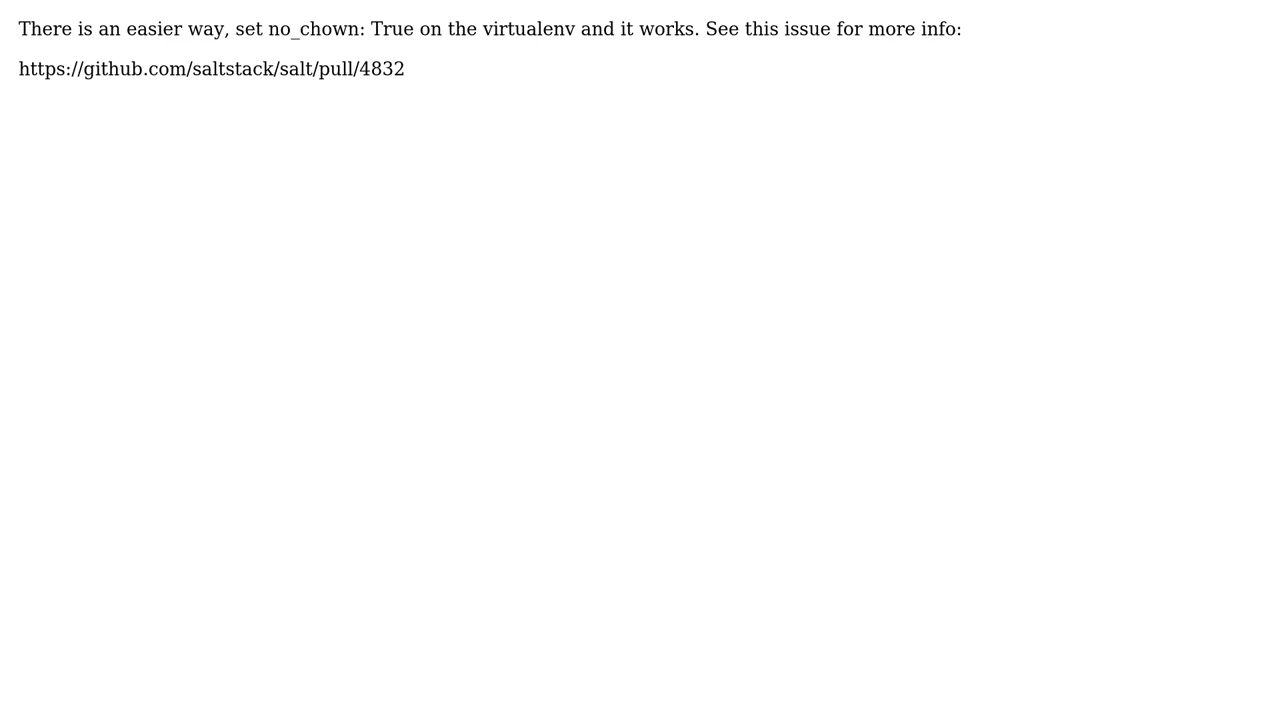 There is an easier way, set no_chown: True on the virtualenv and it works. See this issue for more info:
https://github.com/saltstack/salt/pull/4832